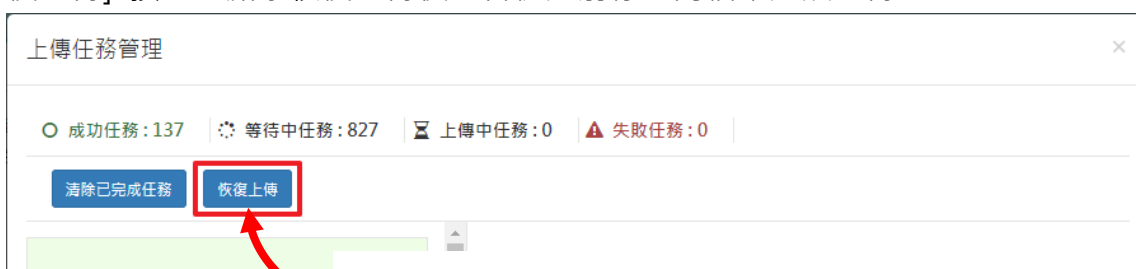 上傳任務管理 ×
成功任務:137 等待中任務:827 上傳中任務:0 失敗任務:0
清除已完成任務 恢復上傳